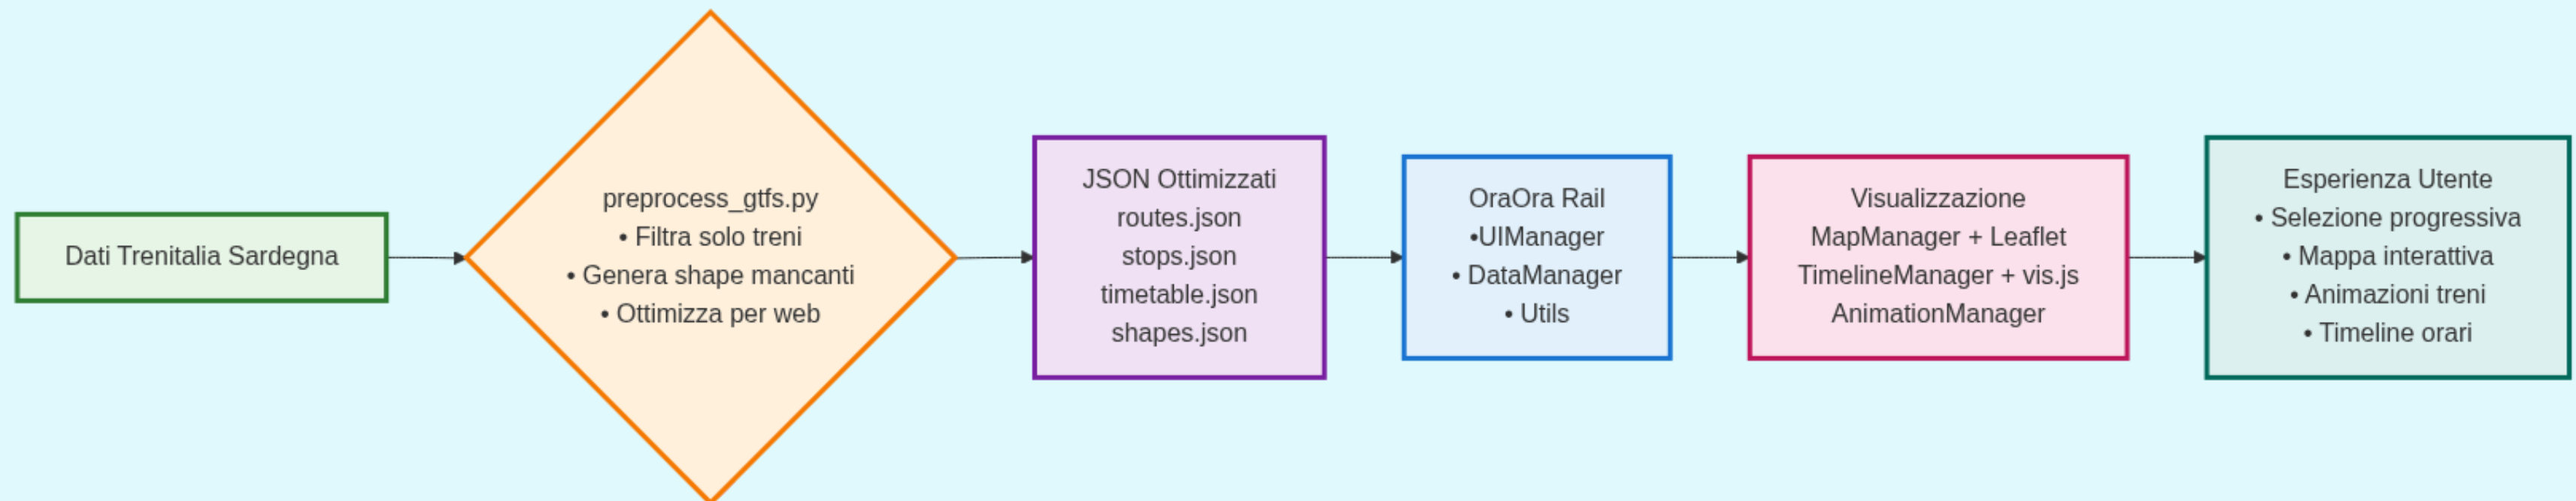 Dati Trenitalia Sardegna
preprocess_gtfs.py
• Filtra solo treni
• Genera shape mancanti
• Ottimizza per web
JSON Ottimizzati
routes.json
stops.json
timetable.json
shapes.json
OraOra Rail
•UIManager
• DataManager
• Utils
Visualizzazione
MapManager + Leaflet
TimelineManager + vis.js
AnimationManager
Esperienza Utente
• Selezione progressiva
• Mappa interattiva
• Animazioni treni
• Timeline orari